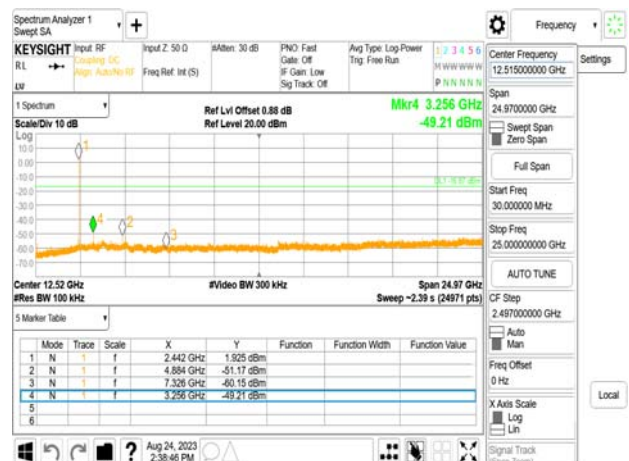 Spectrum Analyzer 1
Swept SA
+
Frequency
KEYSIGHT Input: RF Input Z: 50 Ω #Atten: 30 dB PNO: Fast Avg Type: Log-Power 1 2 3 4 5 6
RL Coupling: DC Gate: Off Trig: Free Run M W W W W W
Align: Auto/No RF Freq Ref: Int (S) IF Gain: Low P N N N N N
Sig Track: Off
Center Frequency
12.515000000 GHz
Settings
1 Spectrum
Ref Lvl Offset 0.88 dB
Mkr4 3.256 GHz
Scale/Div 10 dB
Ref Level 20.00 dBm
-49.21 dBm
Log
10.0
0.00
-10.0
-20.0
-30.0
-40.0
-50.0
-60.0
-70.0
1
4
2
3
Center 12.52 GHz #Video BW 300 kHz Span 24.97 GHz
#Res BW 100 kHz Sweep ~2.39 s (24971 pts)
Span
24.9700000 GHz
Swept Span
Zero Span
Full Span
Start Freq
30.000000 MHz
Stop Freq
25.000000000 GHz
AUTO TUNE
CF Step
2.497000000 GHz
Auto
Man
Freq Offset
0 Hz
X Axis Scale
Log
Lin
Signal Track
Local
5 Marker Table
Mode Trace Scale X Y Function Function Width Function Value
1 N 1 f 2.442 GHz 1.925 dBm
2 N 1 f 4.884 GHz -51.17 dBm
3 N 1 f 7.326 GHz -60.15 dBm
4 N 1 f 3.256 GHz -49.21 dBm
5
6
?
Aug 24, 2023
2:38:46 PM